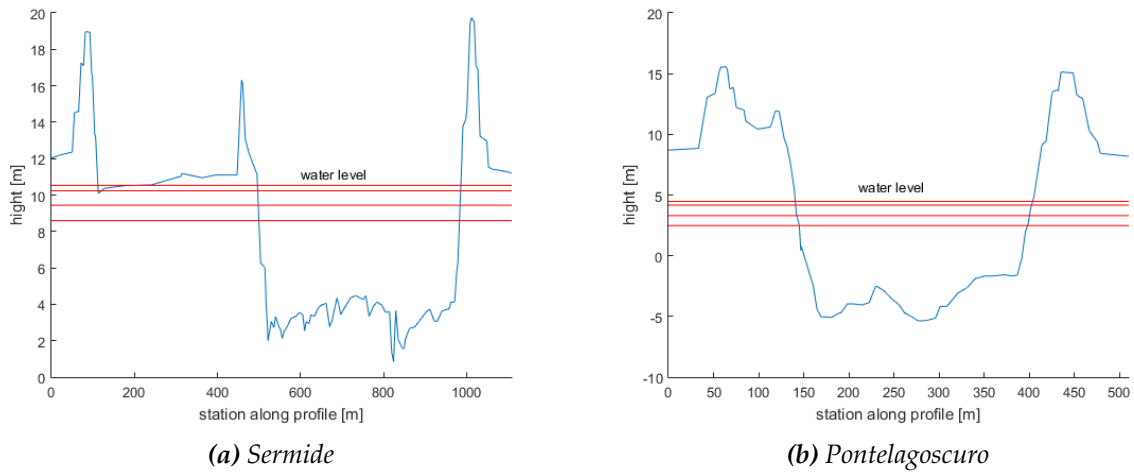 20
18
16
14
12
10
8
6
4
2
0
hight [m]
water level
0 200 400 600 800 1000
station along profile [m]
(a) Sermide
20
15
10
5
0
-5
-10
hight [m]
water level
0 50 100 150 200 250 300 350 400 450 500
station along profile [m]
(b) Pontelagoscuro